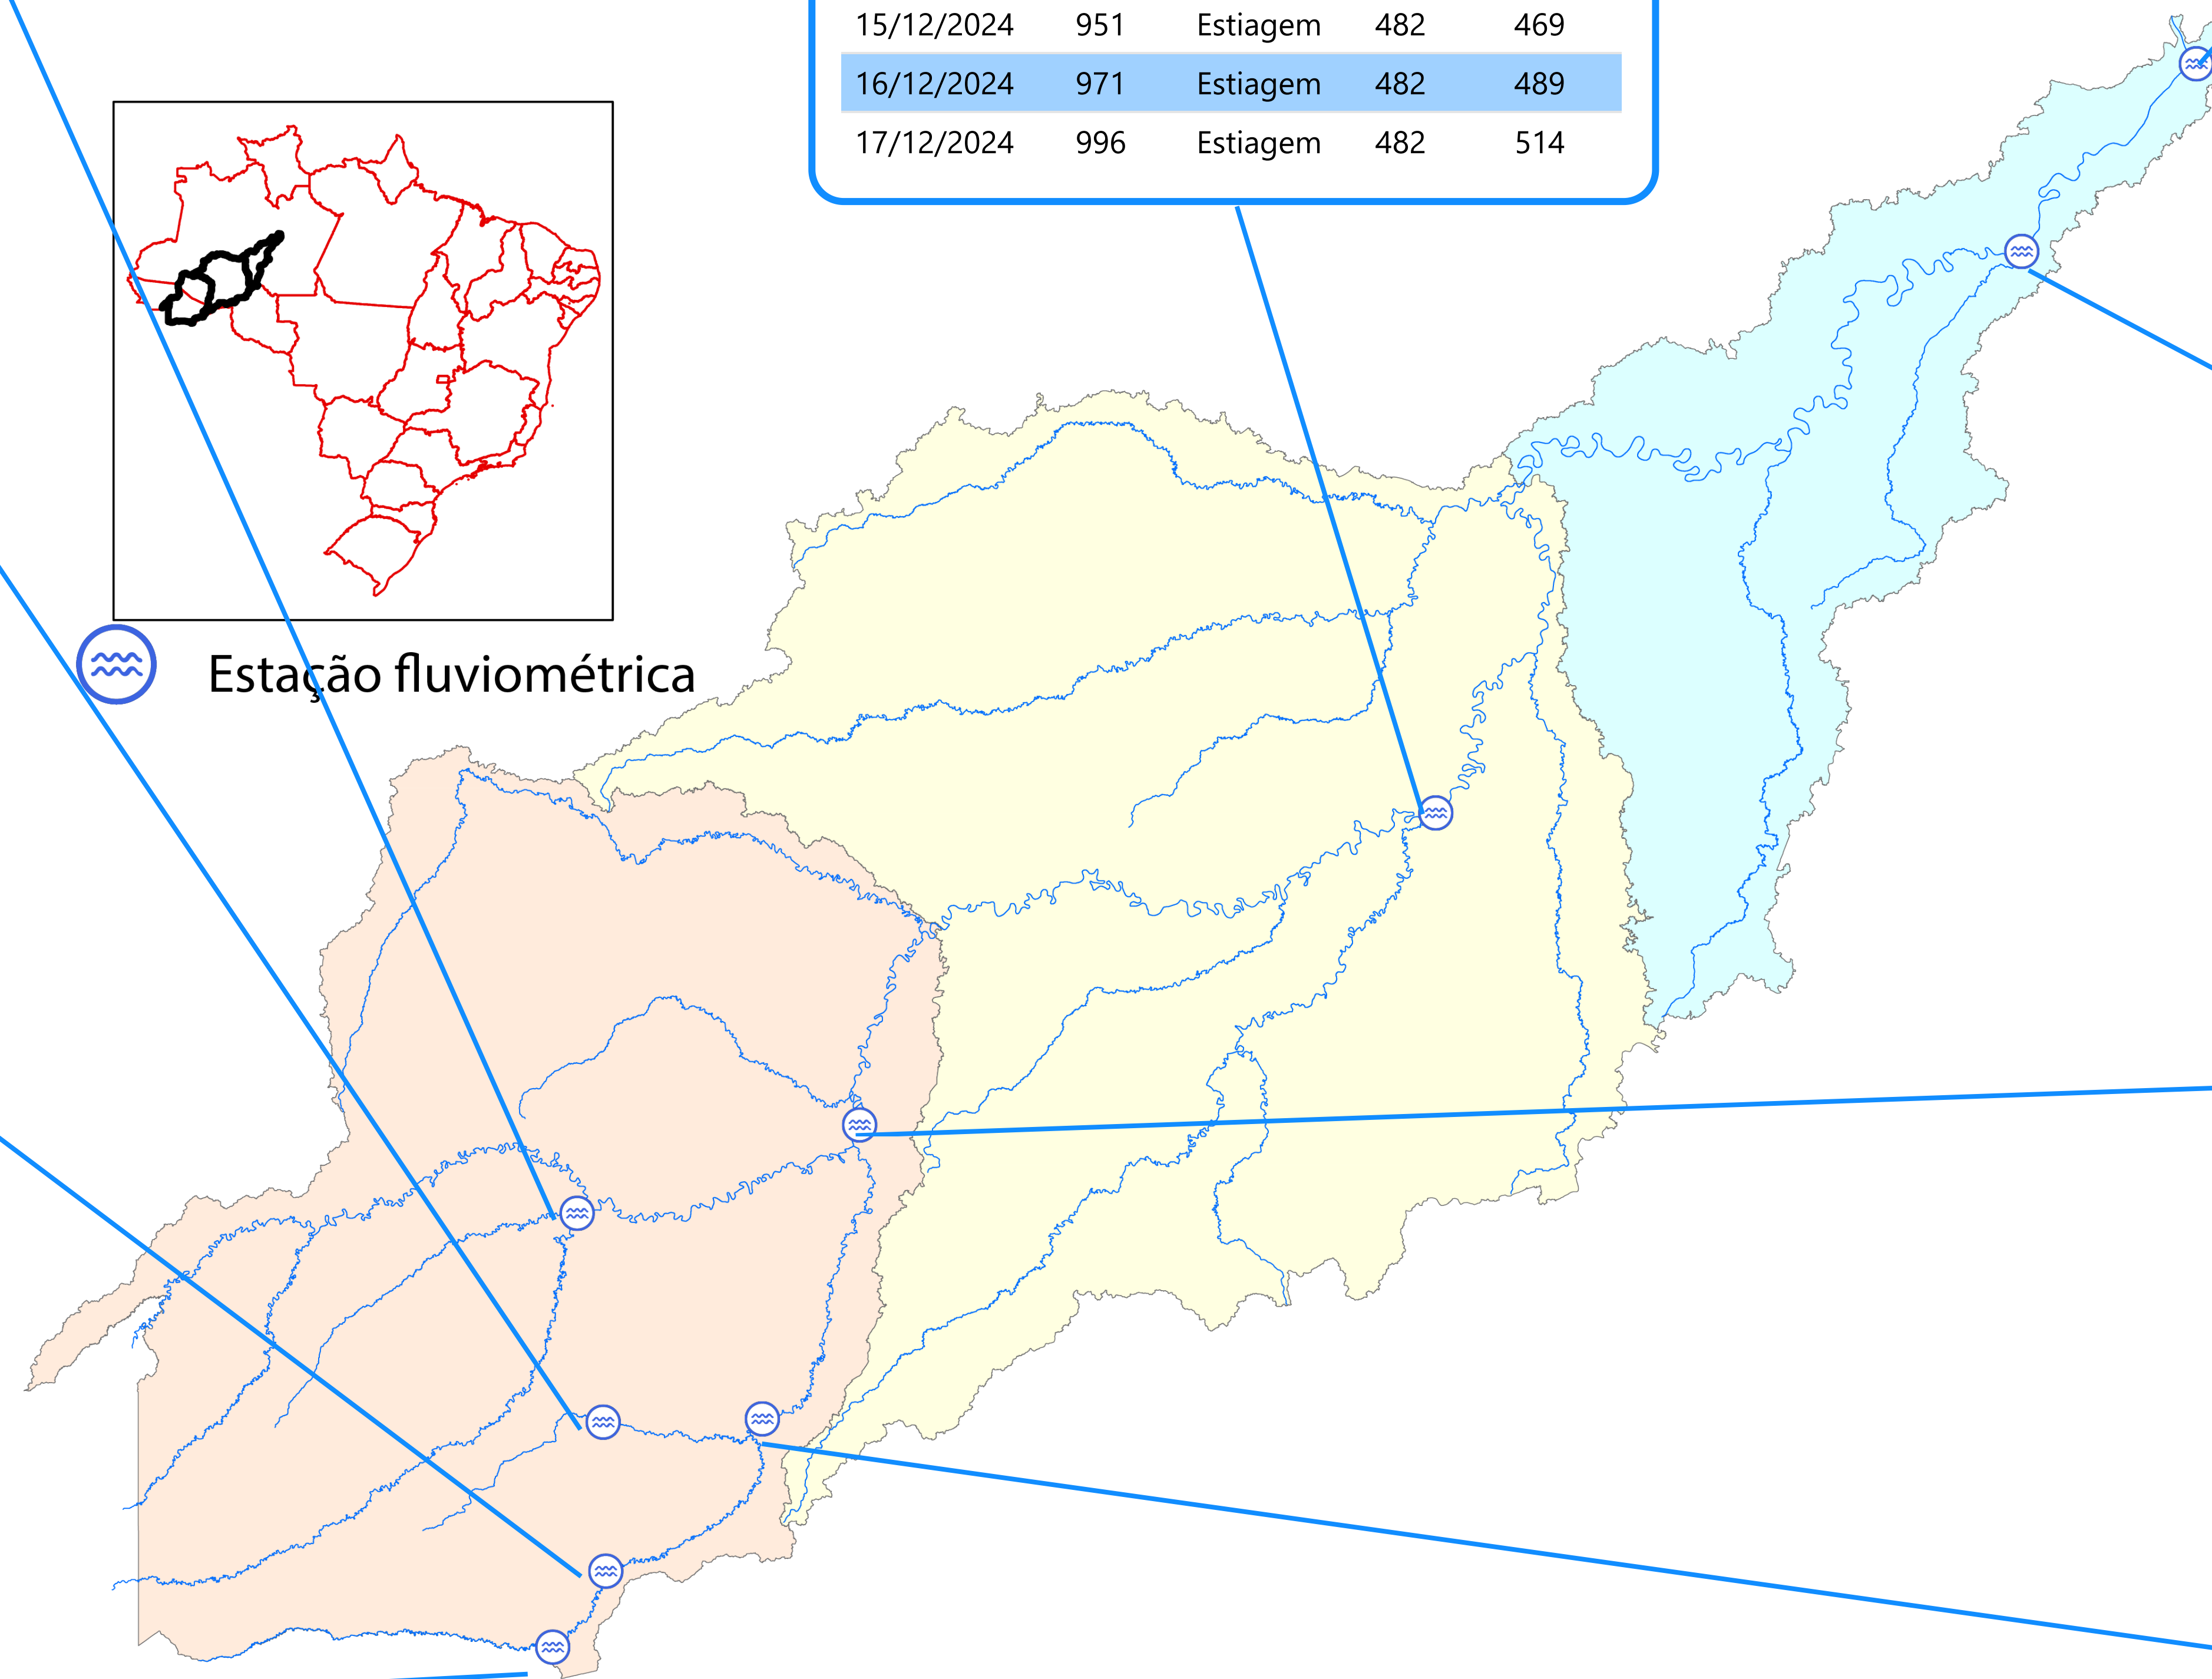 15/12/2024 951 Estiagem 482 469
16/12/2024 971 Estiagem 482 489
17/12/2024 996 Estiagem 482 514
Estação fluviométrica